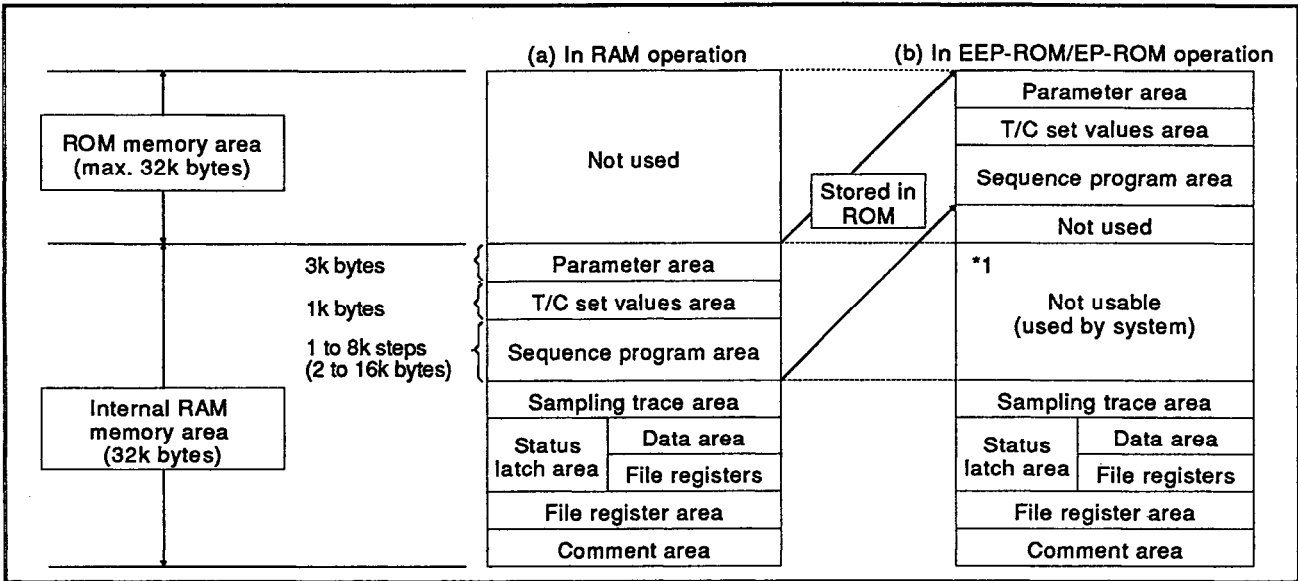 (a) In RAM operation
(b) In EEP-ROM/EP-ROM operation
ROM memory area
(max. 32k bytes)
Internal RAM
memory area
(32k bytes)
3k bytes
1k bytes
1 to 8k steps
(2 to 16k bytes)
Not used
Parameter area
T/C set values area
Sequence program area
Sampling trace area
Status
latch area
Data area
File registers
File register area
Comment area
Stored in
ROM
Parameter area
T/C set values area
Sequence program area
Not used
*1
Not usable
(used by system)
Sampling trace area
Status
latch area
Data area
File registers
File register area
Comment area